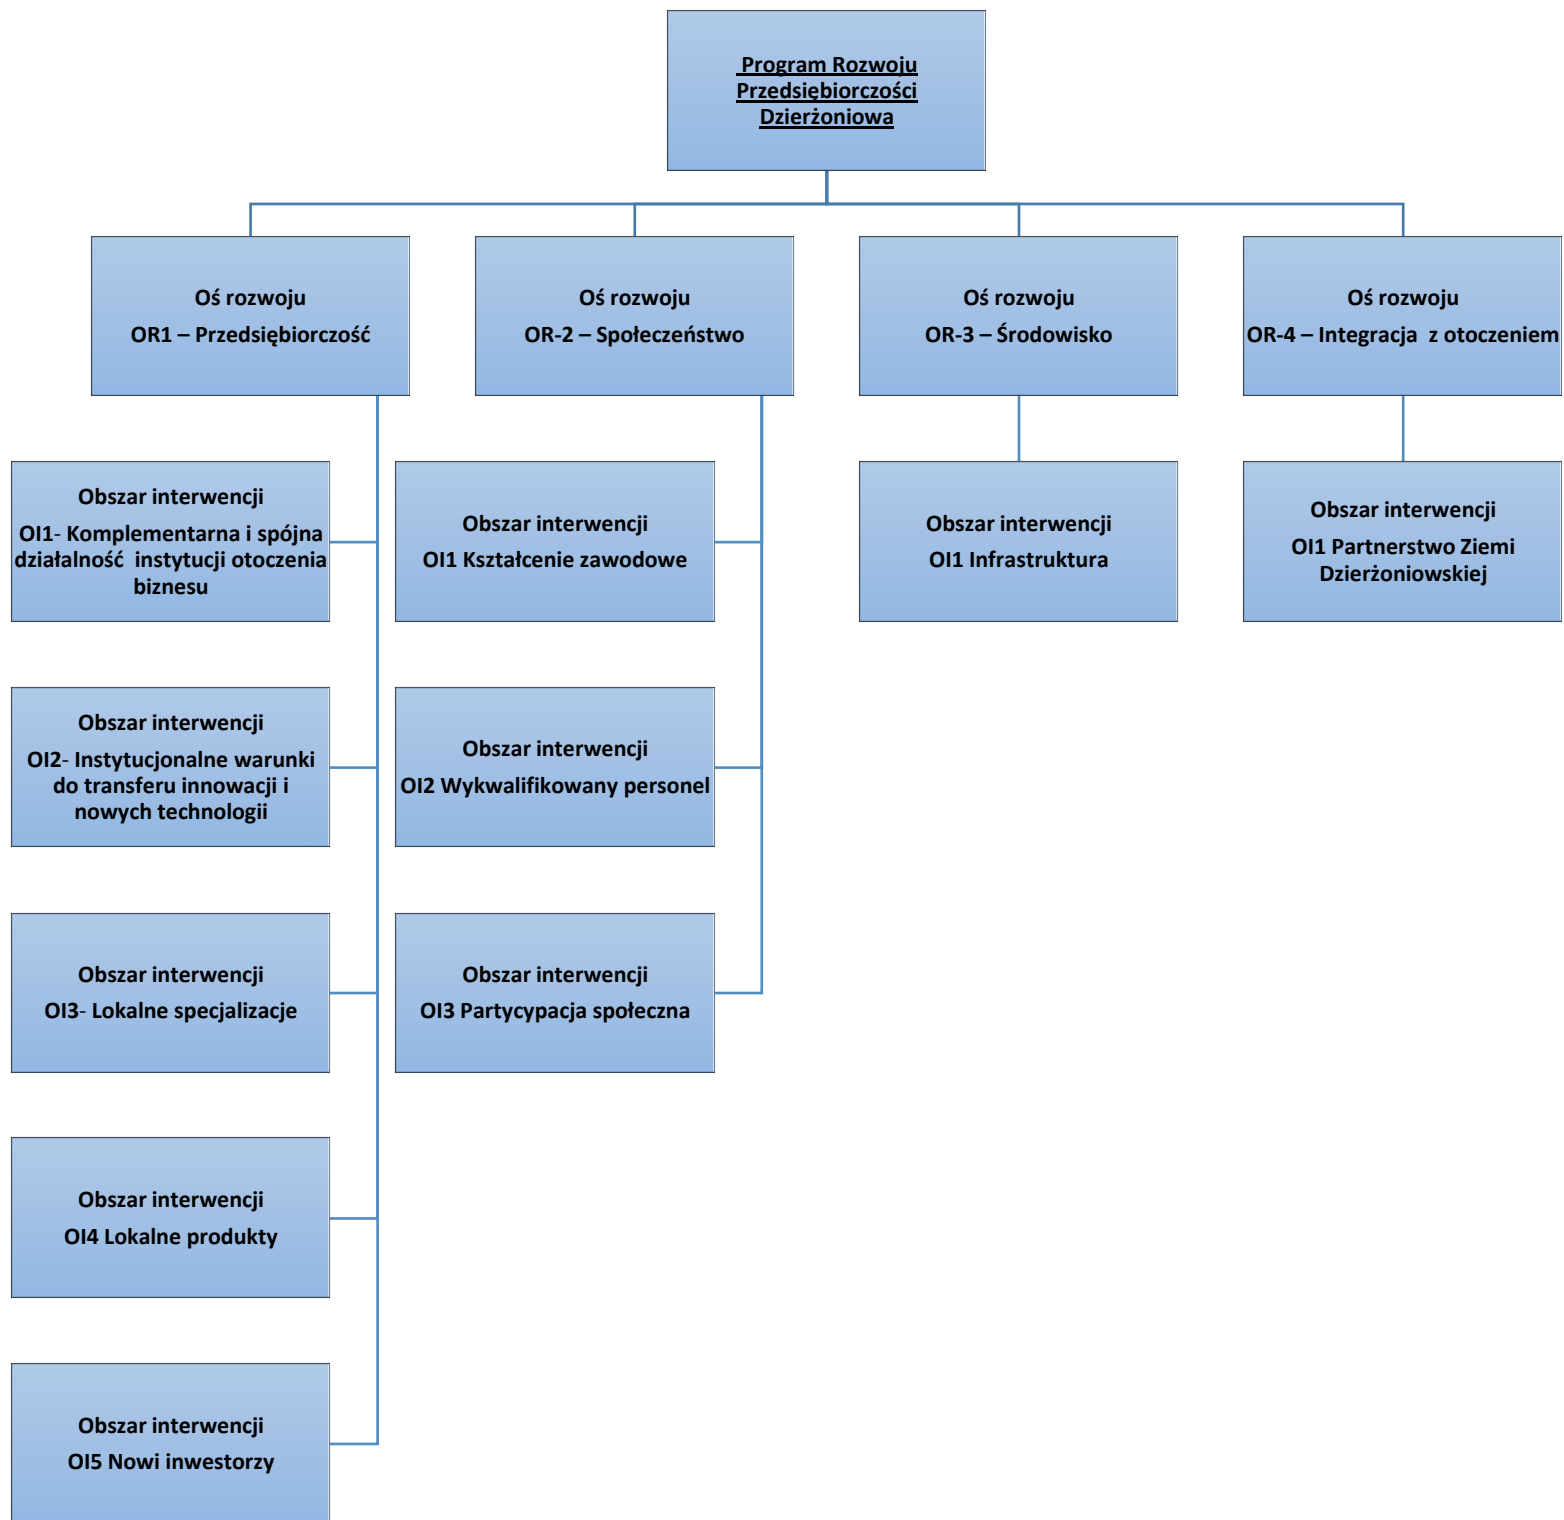 Program Rozwoju
Przedsiębiorczości
Dzierżoniowa
Oś rozwoju
OR1 – Przedsiębiorczość
Oś rozwoju
OR-2 – Społeczeństwo
Oś rozwoju
OR-3 – Środowisko
Oś rozwoju
OR-4 – Integracja z otoczeniem
Obszar interwencji
OI1- Komplementarna i spójna
działalność instytucji otoczenia
biznesu
Obszar interwencji
OI1 Kształcenie zawodowe
Obszar interwencji
OI1 Infrastruktura
Obszar interwencji
OI1 Partnerstwo Ziemi
Dzierżoniowskiej
Obszar interwencji
OI2- Instytucjonalne warunki
do transferu innowacji i
nowych technologii
Obszar interwencji
OI2 Wykwalifikowany personel
Obszar interwencji
OI3- Lokalne specjalizacje
Obszar interwencji
OI3 Partycypacja społeczna
Obszar interwencji
OI4 Lokalne produkty
Obszar interwencji
OI5 Nowi inwestorzy